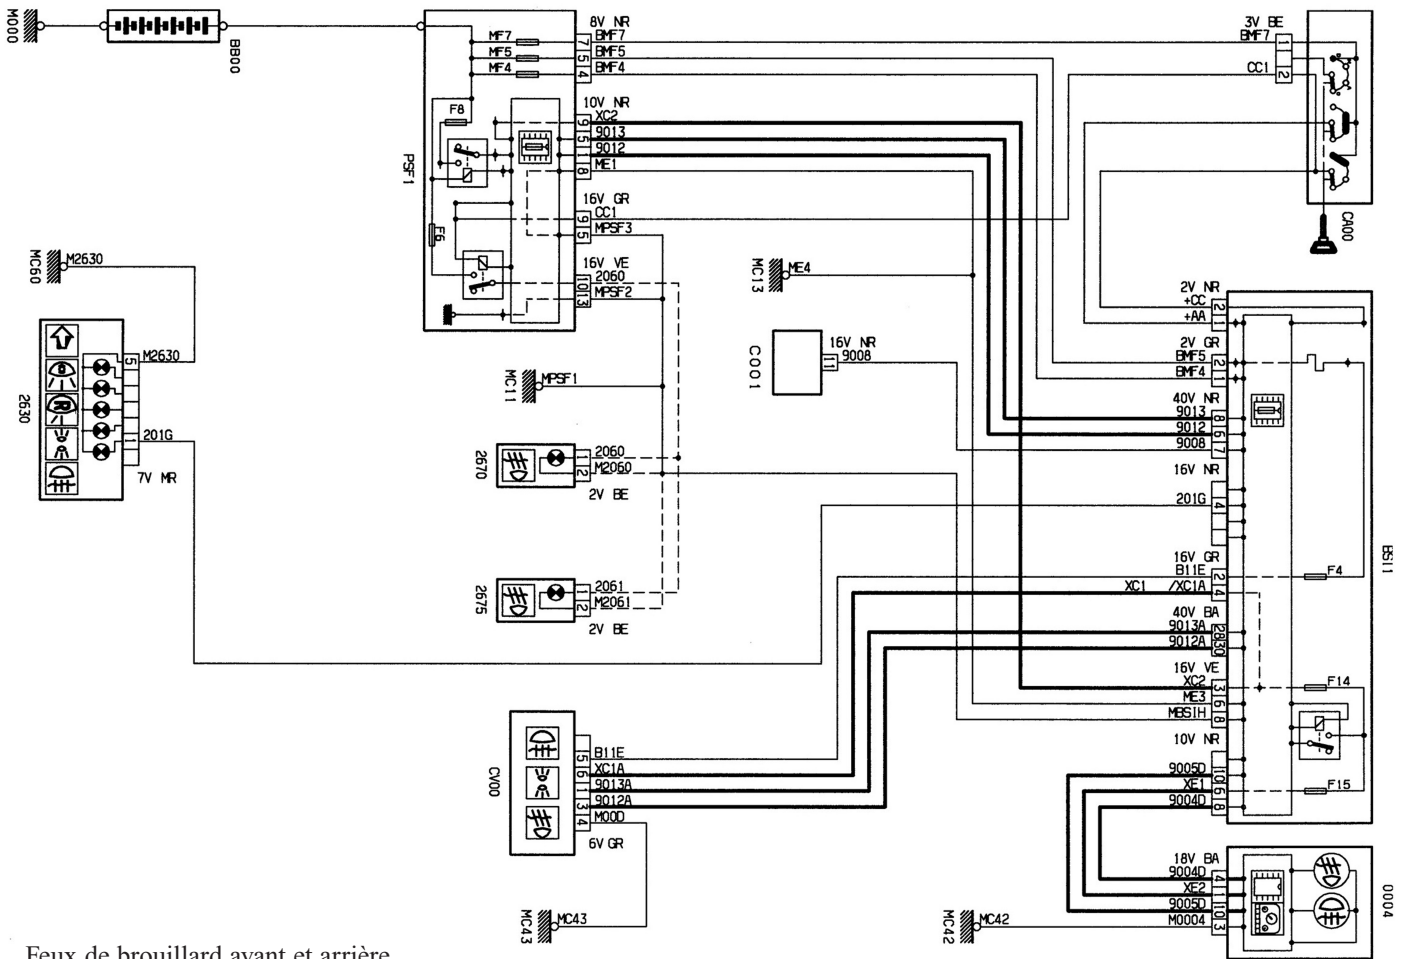 M000
BB00
PSF1
MF7
MF5
MF4
F8
F6
8V NR
7 BMF7
5 BMF5
4 BMF4
10V NR
9 XC2
5 9013
1 9012
8 ME1
16V GR
9 CC1
5 MPSF3
16V VE
10 2060
13 MPSF2
3V BE
BMF7 1
CC1 2
CA00
MC60
M2630
2630
5 M2630
1 201G
7V MR
MC13
ME4
C001
16V NR
11 9008
MC11
MPSF1
2670
1 2060
2 M2060
2V BE
2675
1 2061
2 M2061
2V BE
BSI1
2V NR
+CC 2
+AA 1
2V GR
BMF5 2
BMF4 1
40V NR
9013 8
9012 6
9008 7
16V NR
201G 4
16V GR
B11E 2
XC1 /XC1A 4
40V BA
9013A 28
9012A 30
16V VE
XC2 3
ME3 6
MBSIH 8
10V NR
9005D 10
XE1 6
9004D 8
F4
F14
F15
CV00
5 B11E
6 XC1A
1 9013A
3 9012A
4 M00D
6V GR
MC43
MC43
18V BA
9004D 4
XE2 1
9005D 10
M0004 3
0004
MC42
MC42
Feux de brouillard avant et arrière